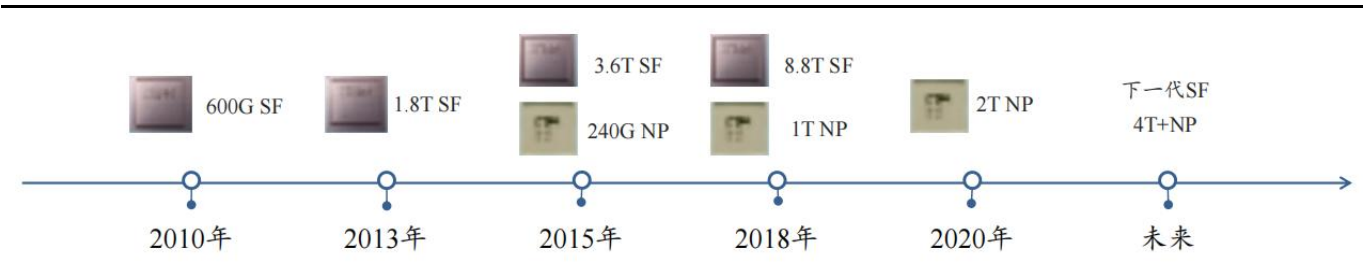 600G SF
1.8T SF
3.6T SF
240G NP
8.8T SF
1T NP
2T NP
下一代SF
4T+NP
2010年
2013年
2015年
2018年
2020年
未来